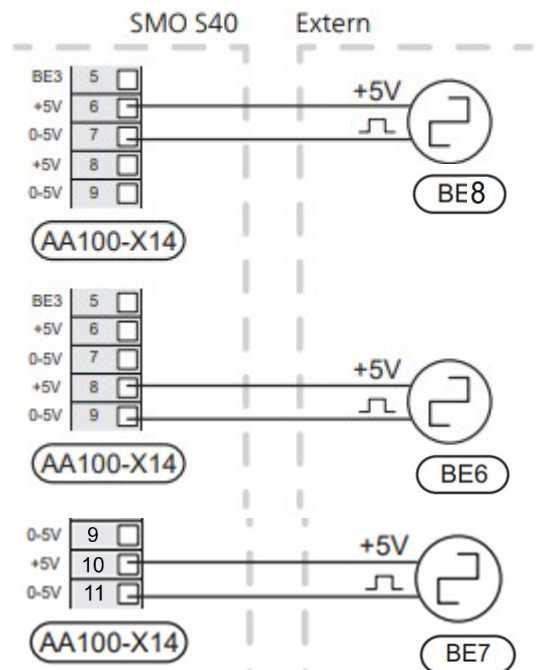 SMO S40 Extern
BE3 5
+5V 6 +5V
0-5V 7
+5V 8
0-5V 9
BE8
AA100-X14
BE3 5
+5V 6
0-5V 7
+5V 8 +5V
0-5V 9
AA100-X14
BE6
0-5V 9
+5V 10 +5V
0-5V 11
AA100-X14
BE7